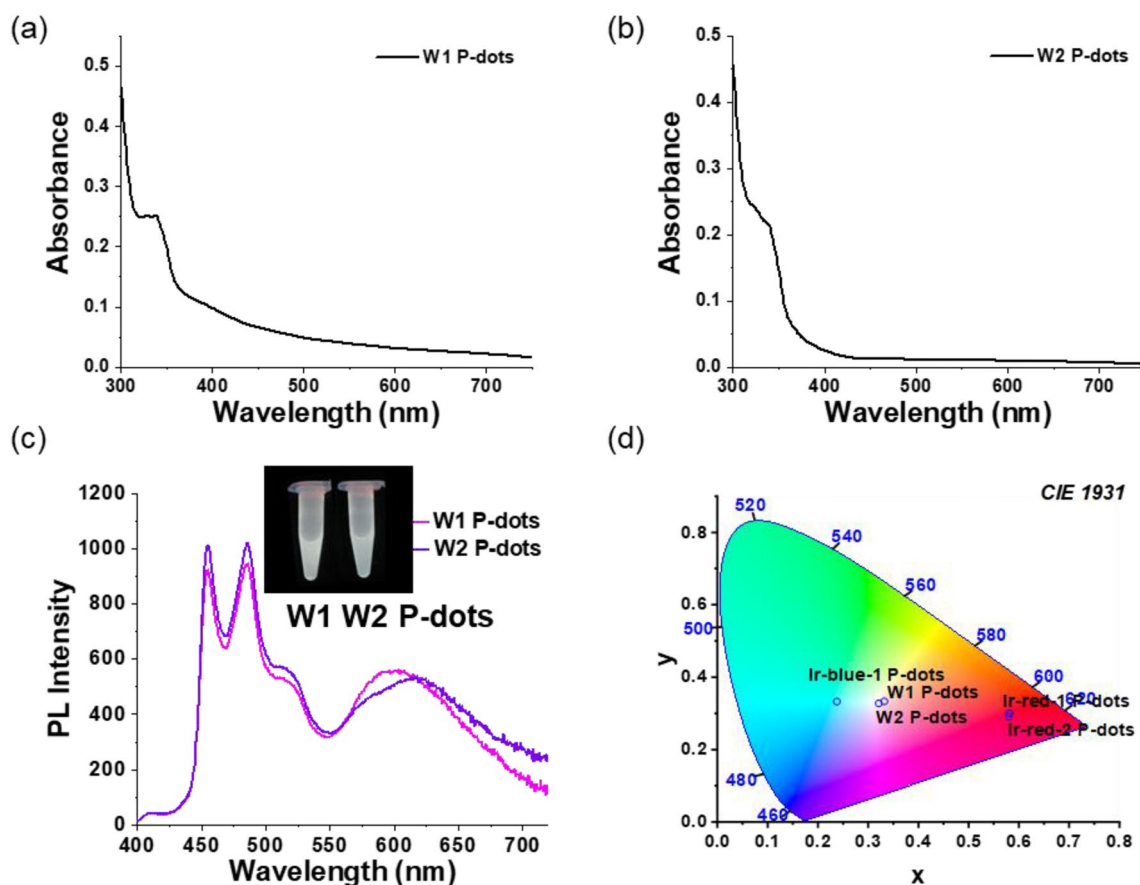 (a)
W1 P-dots
0.5
0.4
0.3
0.2
0.1
0.0
Absorbance
300 400 500 600 700
Wavelength (nm)
(b)
W2 P-dots
0.5
0.4
0.3
0.2
0.1
0.0
Absorbance
300 400 500 600 700
Wavelength (nm)
(c)
1200
1000
800
600
400
200
0
PL Intensity
W1 P-dots
W2 P-dots
W1 W2 P-dots
400 450 500 550 600 650 700
Wavelength (nm)
(d)
CIE 1931
0.8
0.6
0.4
0.2
0.0
y
520
540
560
500
580
600
620
480
460
Ir-blue-1 P-dots
W1 P-dots
W2 P-dots
Ir-red-1 P-dots
Ir-red-2 P-dots
0.0 0.1 0.2 0.3 0.4 0.5 0.6 0.7 0.8
x